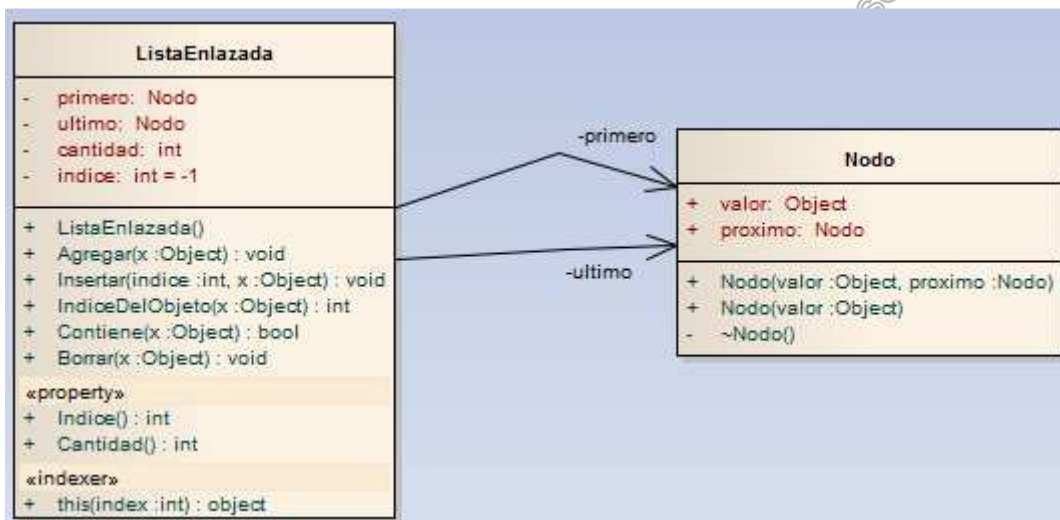 ListaEnlazada
- primero: Nodo
- ultimo: Nodo
- cantidad: int
- indice: int = -1
+ ListaEnlazada()
+ Agregar(x :Object) : void
+ Insertar(indice :int, x :Object) : void
+ IndiceDelObjeto(x :Object) : int
+ Contiene(x :Object) : bool
+ Borrar(x :Object) : void
«property»
+ Indice() : int
+ Cantidad() : int
«indexer»
+ this(index :int) : object
-primero
-ultimo
Nodo
+ valor: Object
+ proximo: Nodo
+ Nodo(valor :Object, proximo :Nodo)
+ Nodo(valor :Object)
- ~Nodo()